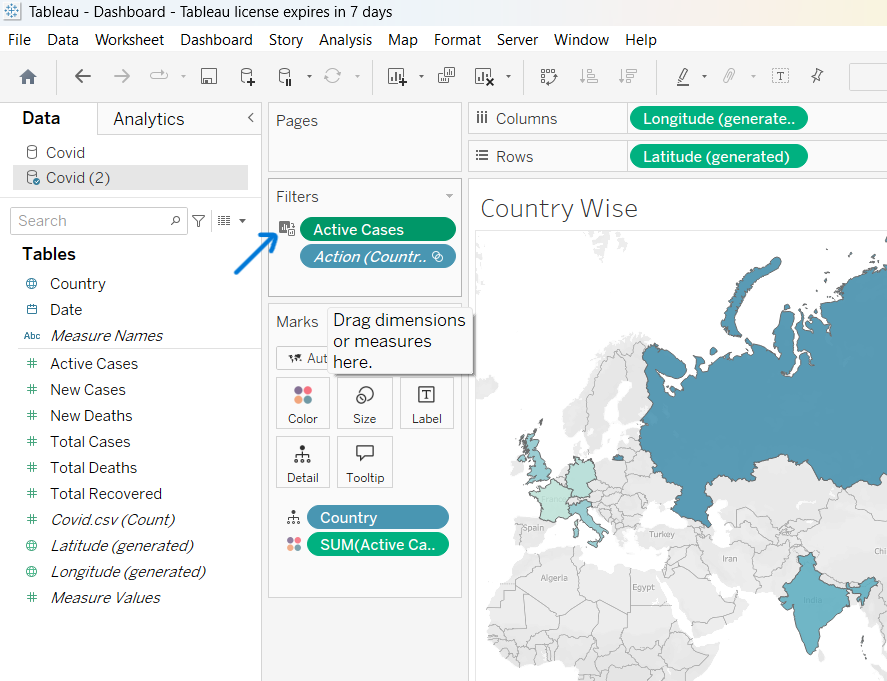 Tableau - Dashboard - Tableau license expires in 7 days
File Data Worksheet Dashboard Story Analysis Map Format Server Window Help
Data
Analytics
Covid
Covid (2)
Search
Tables
Country
Date
Abc Measure Names
Active Cases
New Cases
New Deaths
Total Cases
Total Deaths
Total Recovered
Covid.csv (Count)
Latitude (generated)
Longitude (generated)
Measure Values
Pages
Filters
Active Cases
Action (Countr..
Marks
Drag dimensions
or measures
here.
Aut
Color Size Label
Detail Tooltip
Country
SUM(Active Ca..
Columns Longitude (generate..
Rows Latitude (generated)
Country Wise
France
Spain
Turkey
Iran
Chi
Algeria
Egypt
India